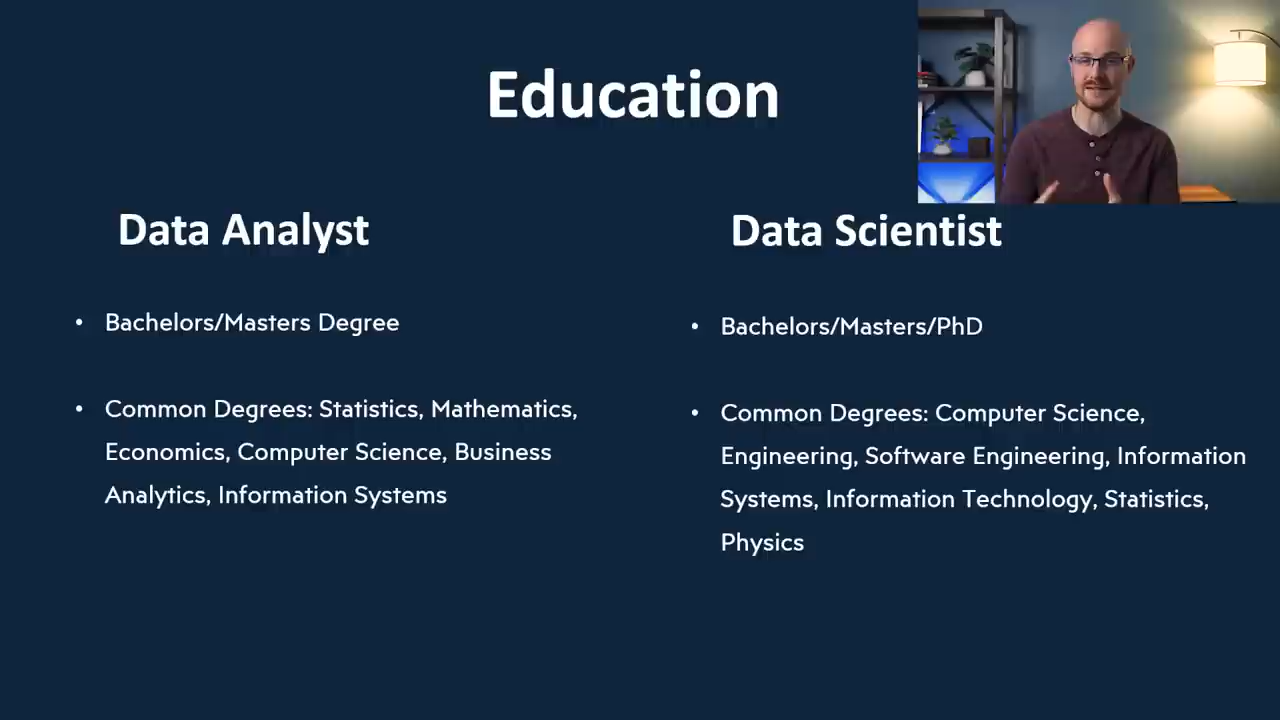 Education
Data Analyst
• Bachelors/Masters Degree
• Common Degrees: Statistics, Mathematics,
Economics, Computer Science, Business
Analytics, Information Systems
Data Scientist
• Bachelors/Masters/PhD
• Common Degrees: Computer Science,
Engineering, Software Engineering, Information
Systems, Information Technology, Statistics,
Physics